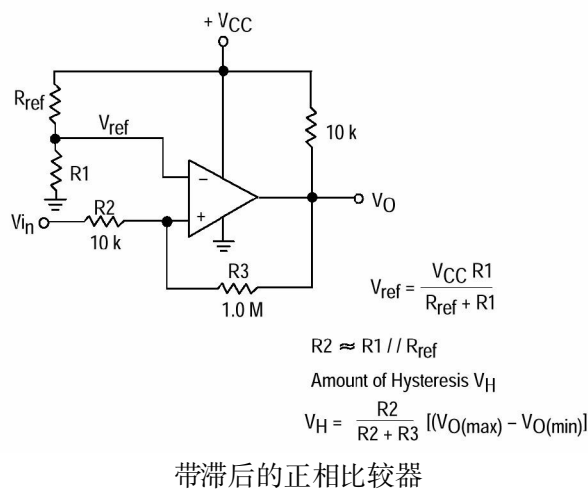 + VCC
Rref
Vref
10 k
R1
−
R2
VO
Vin
+
10 k
R3
1.0 M
Vref = VCC R1 / Rref + R1
R2 ≈ R1 // Rref
Amount of Hysteresis VH
VH = R2 / R2 + R3 [(VO(max) – VO(min)]
带滞后的正相比较器